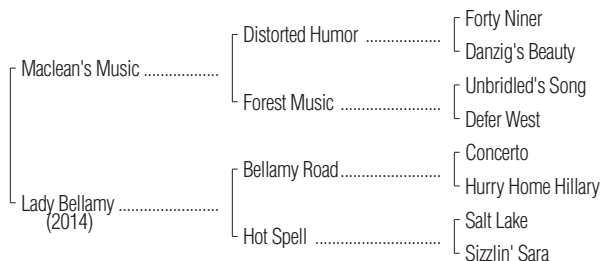 Forty Niner
Distorted Humor ..................
Danzig's Beauty
Maclean's Music ..................
Unbridled's Song
Forest Music ........................
Defer West
Concerto
Bellamy Road........................
Hurry Home Hillary
Lady Bellamy ........................
(2014)
Salt Lake
Hot Spell ..............................
Sizzlin' Sara